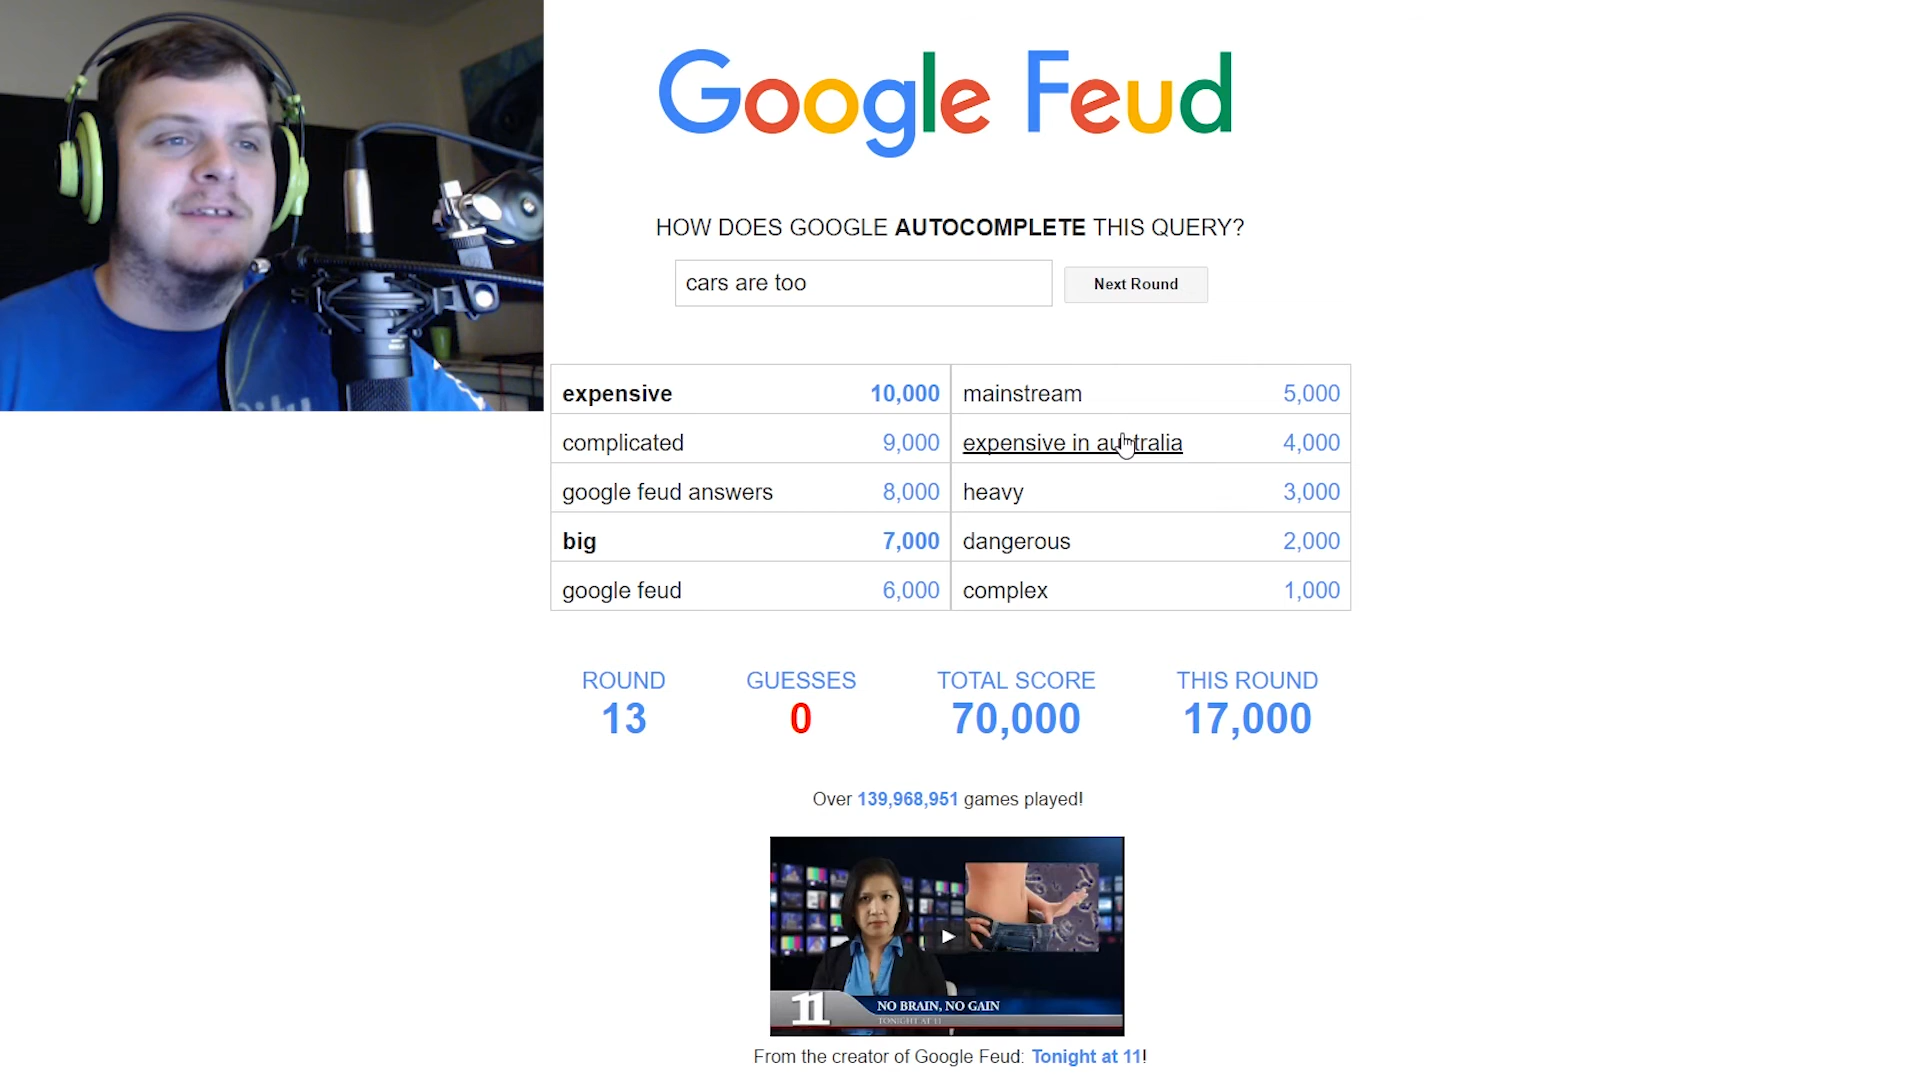 Google Feud
HOW DOES GOOGLE AUTOCOMPLETE THIS QUERY?
cars are too
Next Round
expensive 10,000 mainstream 5,000
complicated 9,000 expensive in australia 4,000
google feud answers 8,000 heavy 3,000
big 7,000 dangerous 2,000
google feud 6,000 complex 1,000
ROUND GUESSES TOTAL SCORE THIS ROUND
13 0 70,000 17,000
Over 139,968,951 games played!
11 NO BRAIN, NO GAIN
TONIGHT AT 11
From the creator of Google Feud: Tonight at 11!